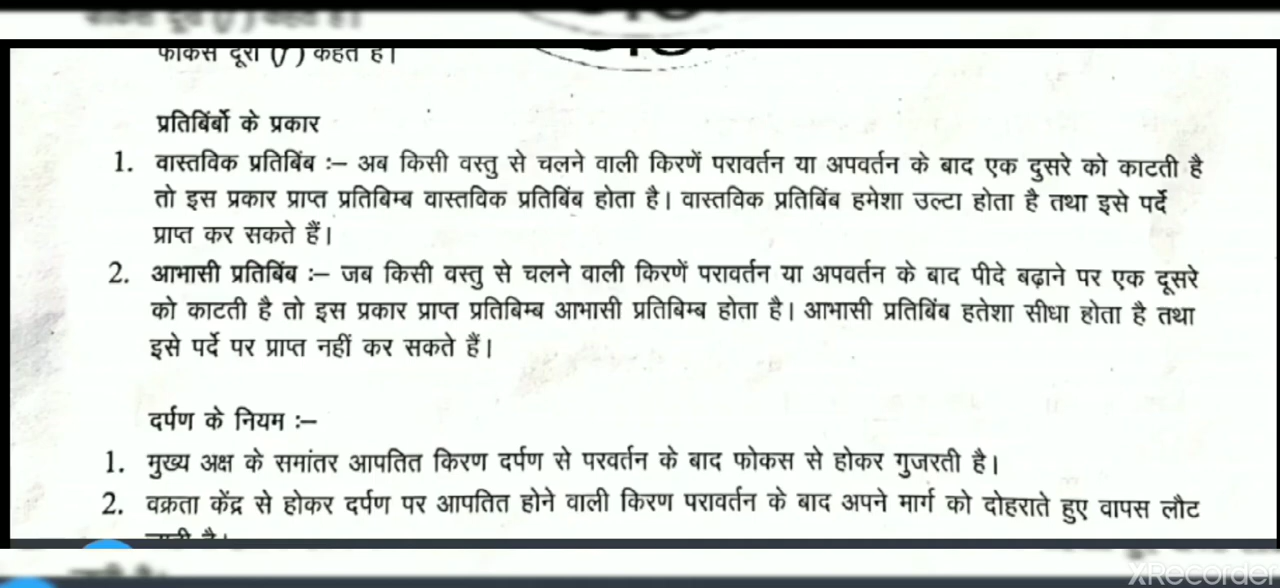 फोकस दूरी (f) कहते हैं।
प्रतिबिंबों के प्रकार
1. वास्तविक प्रतिबिंब :– अब किसी वस्तु से चलने वाली किरणें परावर्तन या अपवर्तन के बाद एक दुसरे को काटती है
तो इस प्रकार प्राप्त प्रतिबिम्ब वास्तविक प्रतिबिंब होता है। वास्तविक प्रतिबिंब हमेशा उल्टा होता है तथा इसे पर्दे
प्राप्त कर सकते हैं।
2. आभासी प्रतिबिंब :– जब किसी वस्तु से चलने वाली किरणें परावर्तन या अपवर्तन के बाद पीदे बढ़ाने पर एक दूसरे
को काटती है तो इस प्रकार प्राप्त प्रतिबिम्ब आभासी प्रतिबिम्ब होता है। आभासी प्रतिबिंब हतेशा सीधा होता है तथा
इसे पर्दे पर प्राप्त नहीं कर सकते हैं।
दर्पण के नियम :–
1. मुख्य अक्ष के समांतर आपतित किरण दर्पण से परवर्तन के बाद फोकस से होकर गुजरती है।
2. वक्रता केंद्र से होकर दर्पण पर आपतित होने वाली किरण परावर्तन के बाद अपने मार्ग को दोहराते हुए वापस लौट
XRecorder